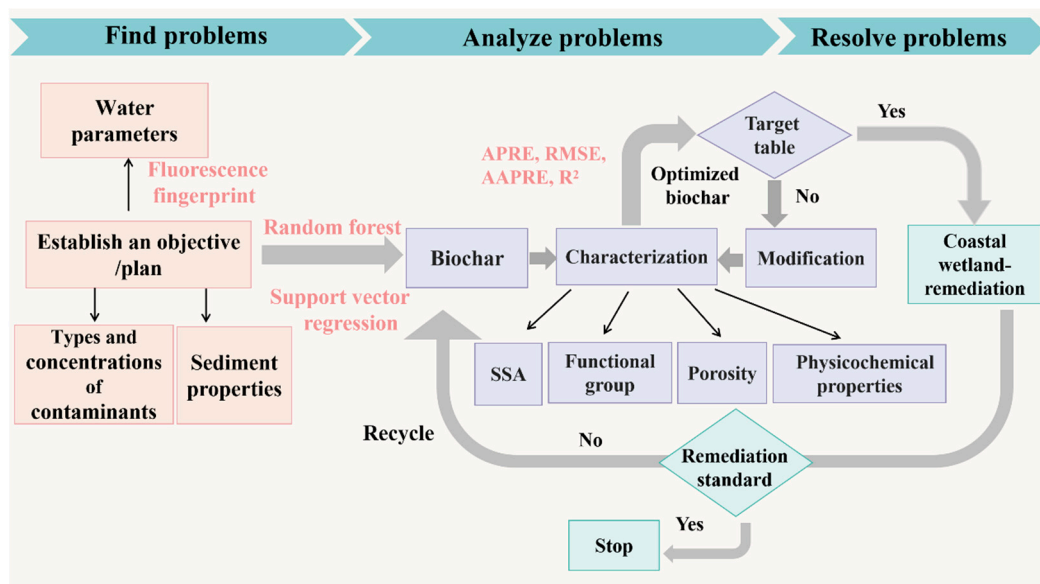 Find problems
Analyze problems
Resolve problems
Water
parameters
Fluorescence
fingerprint
Establish an objective
/plan
Types and
concentrations
of
contaminants
Sediment
properties
Random forest
Support vector
regression
Biochar
Characterization
Modification
APRE, RMSE,
AAPRE, R²
Optimized
biochar
Target
table
Yes
No
Coastal
wetland-
remediation
SSA
Functional
group
Porosity
Physicochemical
properties
Recycle
No
Remediation
standard
Yes
Stop